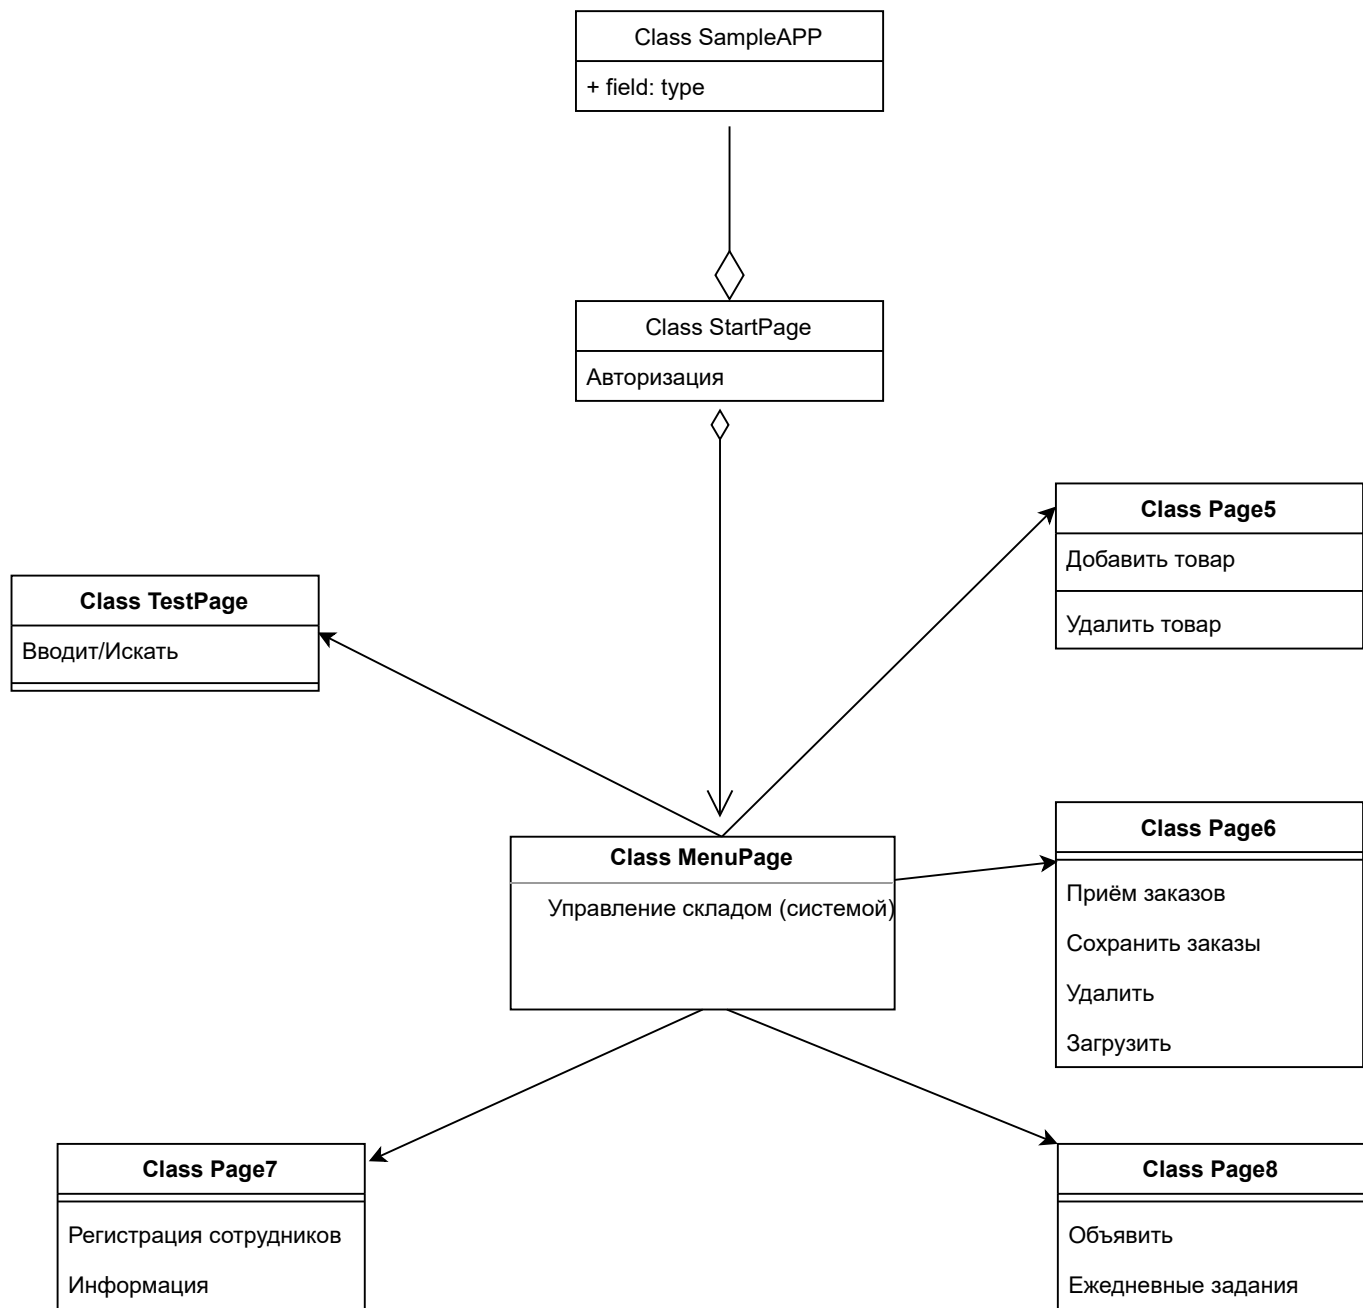 Class SampleAPP
+ field: type
Class StartPage
Авторизация
Class Page5
Добавить товар
Удалить товар
Class TestPage
Вводит/Искать
Class MenuPage
Управление складом (системой)
Class Page6
Приём заказов
Сохранить заказы
Удалить
Загрузить
Class Page7
Регистрация сотрудников
Информация
Class Page8
Объявить
Ежедневные задания